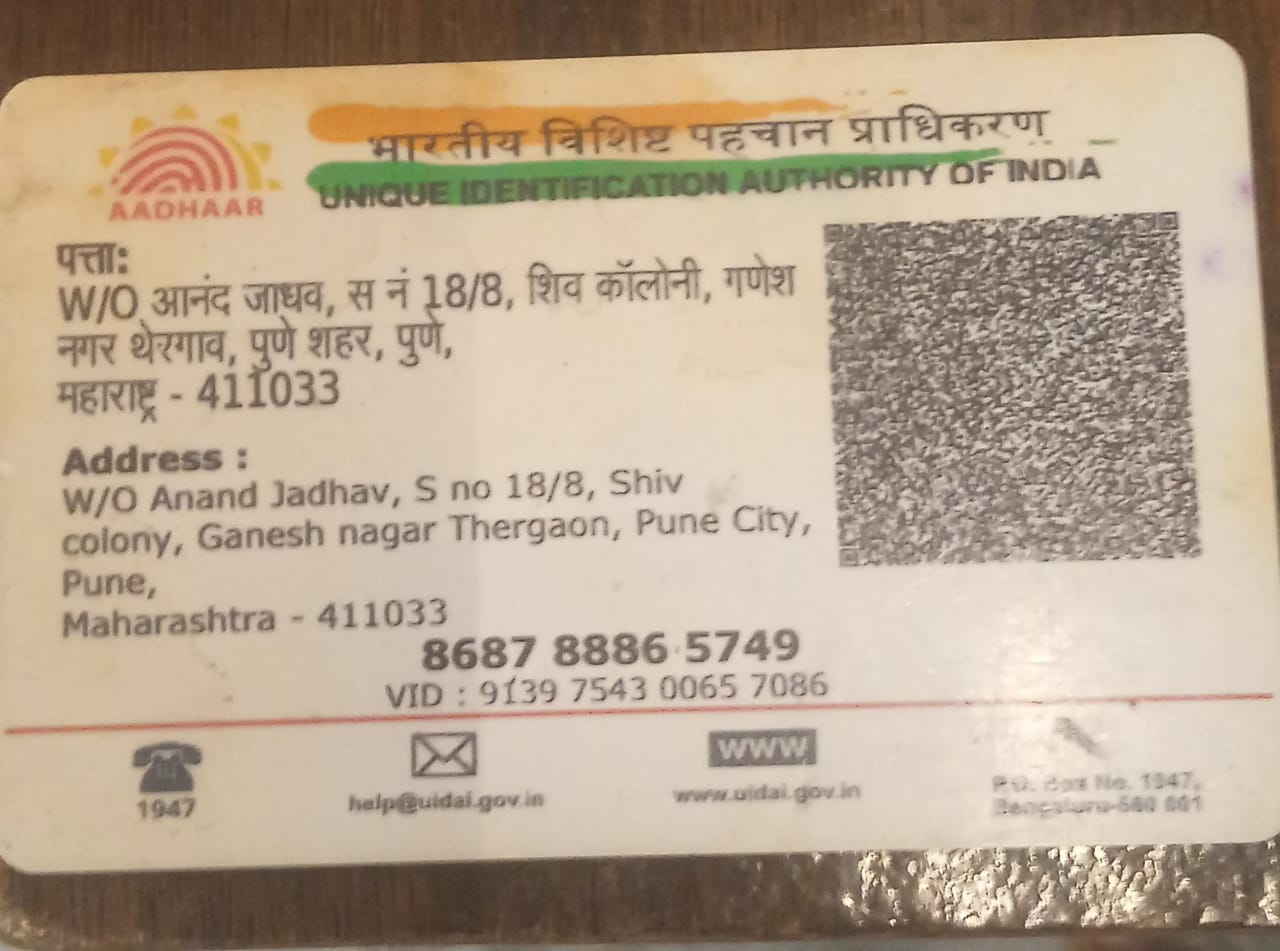 AADHAAR
भारतीय विशिष्ट पहचान प्राधिकरण
UNIQUE IDENTIFICATION AUTHORITY OF INDIA
पत्ता:
W/O आनंद जाधव, स नं 18/8, शिव कॉलोनी, गणेश
नगर थेरगाव, पुणे शहर, पुणे,
महाराष्ट्र - 411033
Address :
W/O Anand Jadhav, S no 18/8, Shiv
colony, Ganesh nagar Thergaon, Pune City,
Pune,
Maharashtra - 411033
8687 8886 5749
VID : 9139 7543 0065 7086
1947
help@uidai.gov.in
www
www.uidai.gov.in
P.O. Box No. 1947,
Bengaluru-560 001